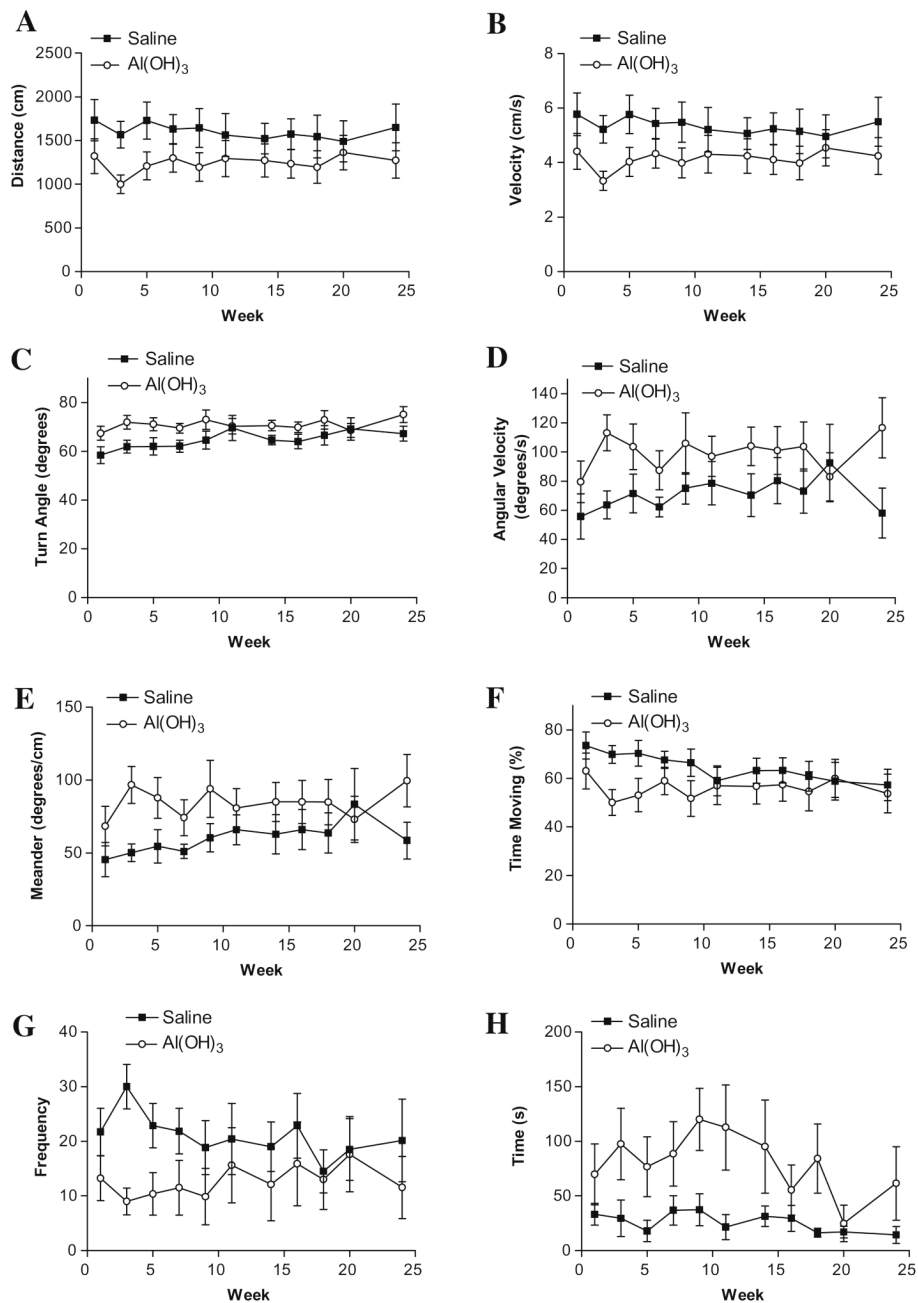 A
Saline
Al(OH)3
2500
2000
1500
1000
500
0
Distance (cm)
0 5 10 15 20 25
Week
B
Saline
Al(OH)3
8
6
4
2
0
Velocity (cm/s)
0 5 10 15 20 25
Week
C
Saline
Al(OH)3
80
60
40
20
0
Turn Angle (degrees)
0 5 10 15 20 25
Week
D
Saline
Al(OH)3
140
120
100
80
60
40
20
0
Angular Velocity
(degrees/s)
0 5 10 15 20 25
Week
E
Saline
Al(OH)3
150
100
50
0
Meander (degrees/cm)
0 5 10 15 20 25
Week
F
Saline
Al(OH)3
80
60
40
20
0
Time Moving (%)
0 5 10 15 20 25
Week
G
Saline
Al(OH)3
40
30
20
10
0
Frequency
0 5 10 15 20 25
Week
H
Saline
Al(OH)3
200
150
100
50
0
Time (s)
0 5 10 15 20 25
Week